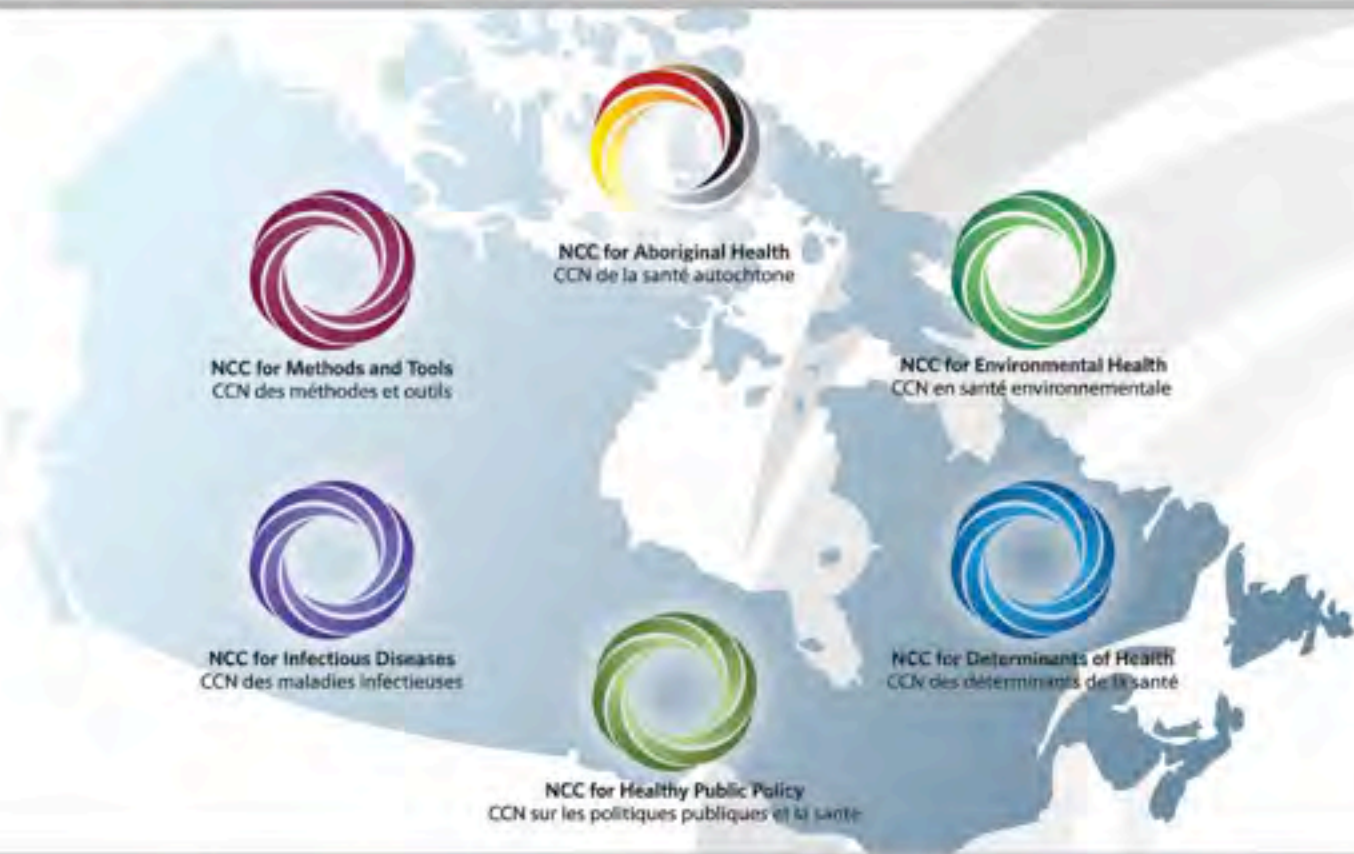 NCC for Aboriginal Health
CCN de la santé autochtone
NCC for Methods and Tools
CCN des méthodes et outils
NCC for Environmental Health
CCN en santé environnementale
NCC for Infectious Diseases
CCN des maladies infectieuses
NCC for Determinants of Health
CCN des déterminants de la santé
NCC for Healthy Public Policy
CCN sur les politiques publiques et la santé